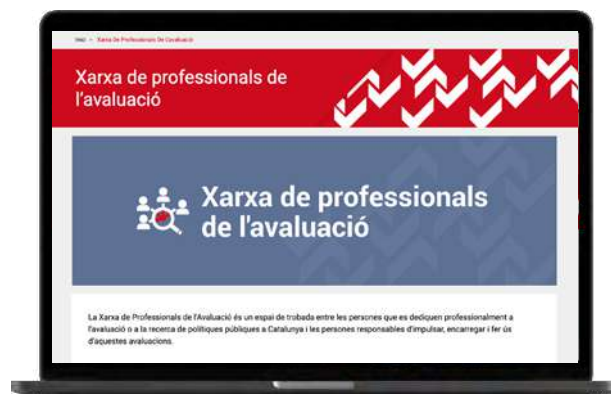 Inici > Xarxa De Professionals De L'avaluació
Xarxa de professionals de
l'avaluació
Xarxa de professionals
de l'avaluació
La Xarxa de Professionals de l'Avaluació és un espai de trobada entre les persones que es dediquen professionalment a
l'avaluació o a la recerca de polítiques públiques a Catalunya i les persones responsables d'impulsar, encarregar i fer ús
d'aquestes avaluacions.